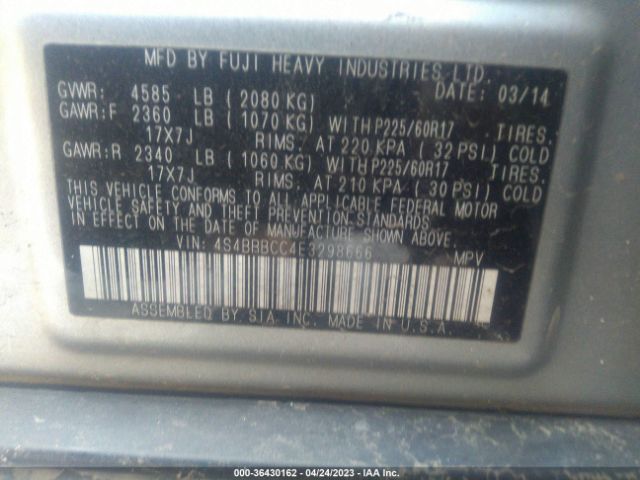 MFD BY FUJI HEAVY INDUSTRIES LTD.
GVWR: 4585 LB ( 2080 KG) DATE: 03/14
GAWR:F 2360 LB ( 1070 KG) WITH P225/60R17 TIRES.
17X7J RIMS. AT 220 KPA ( 32 PSI) COLD
GAWR:R 2340 LB ( 1060 KG) WITH P225/60R17 TIRES.
17X7J RIMS. AT 210 KPA ( 30 PSI) COLD
THIS VEHICLE CONFORMS TO ALL APPLICABLE FEDERAL MOTOR
VEHICLE SAFETY AND THEFT PREVENTION STANDARDS
IN EFFECT ON THE DATE OF MANUFACTURE SHOWN ABOVE.
VIN: 4S4BRBCC4E3298666 MPV
ASSEMBLED BY S.I.A. INC. MADE IN U.S.A.
000-36430162 - 04/24/2023 - IAA Inc.